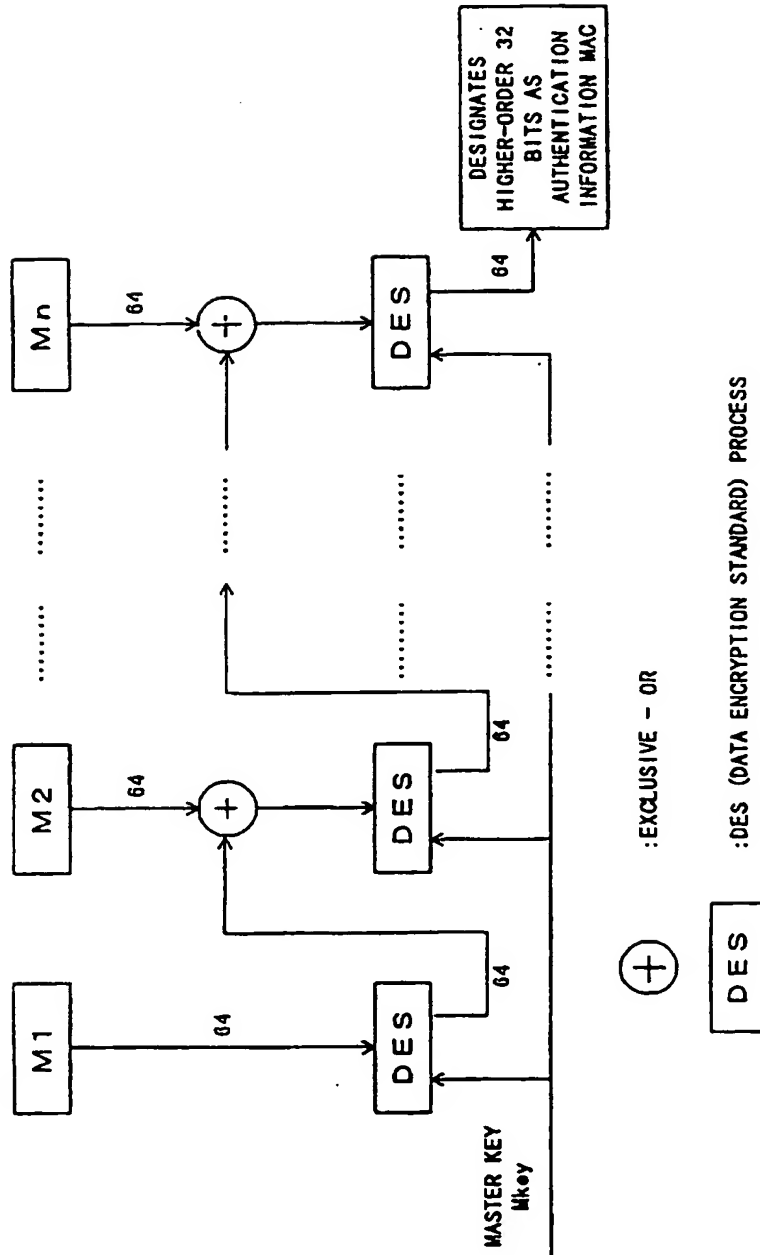 M1
M2
........
........
Mn
64
64
64
........
DES
DES
........
DES
64
64
64
DESIGNATES
HIGHER-ORDER 32
BITS AS
AUTHENTICATION
INFORMATION MAC
MASTER KEY
Mkey
........
........
:EXCLUSIVE - OR
DES
:DES (DATA ENCRYPTION STANDARD) PROCESS